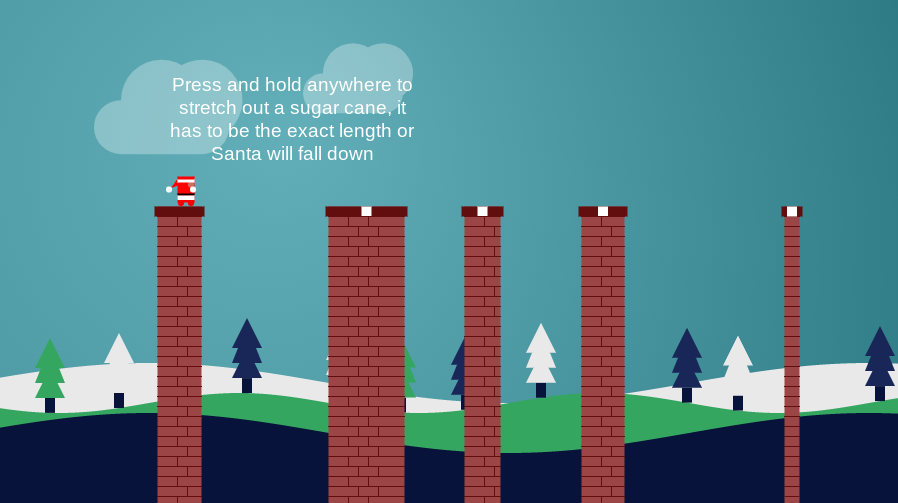 Press and hold anywhere to
stretch out a sugar cane, it
has to be the exact length or
Santa will fall down